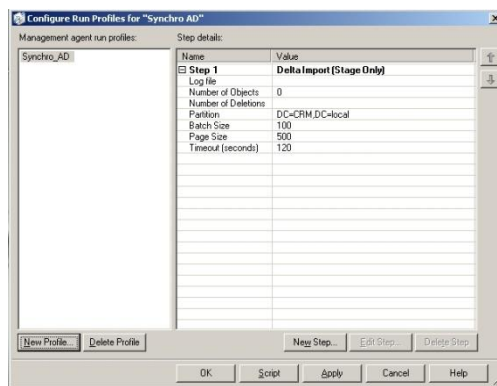 Configure Run Profiles for "Synchro AD"
Management agent run profiles:
Step details:
Synchro_AD
Name Value
Step 1 Delta Import (Stage Only)
Log file
Number of Objects 0
Number of Deletions
Partition DC=CRM,DC=local
Batch Size 100
Page Size 500
Timeout (seconds) 120
New Profile... Delete Profile New Step... Edit Step... Delete Step
OK Script Apply Cancel Help